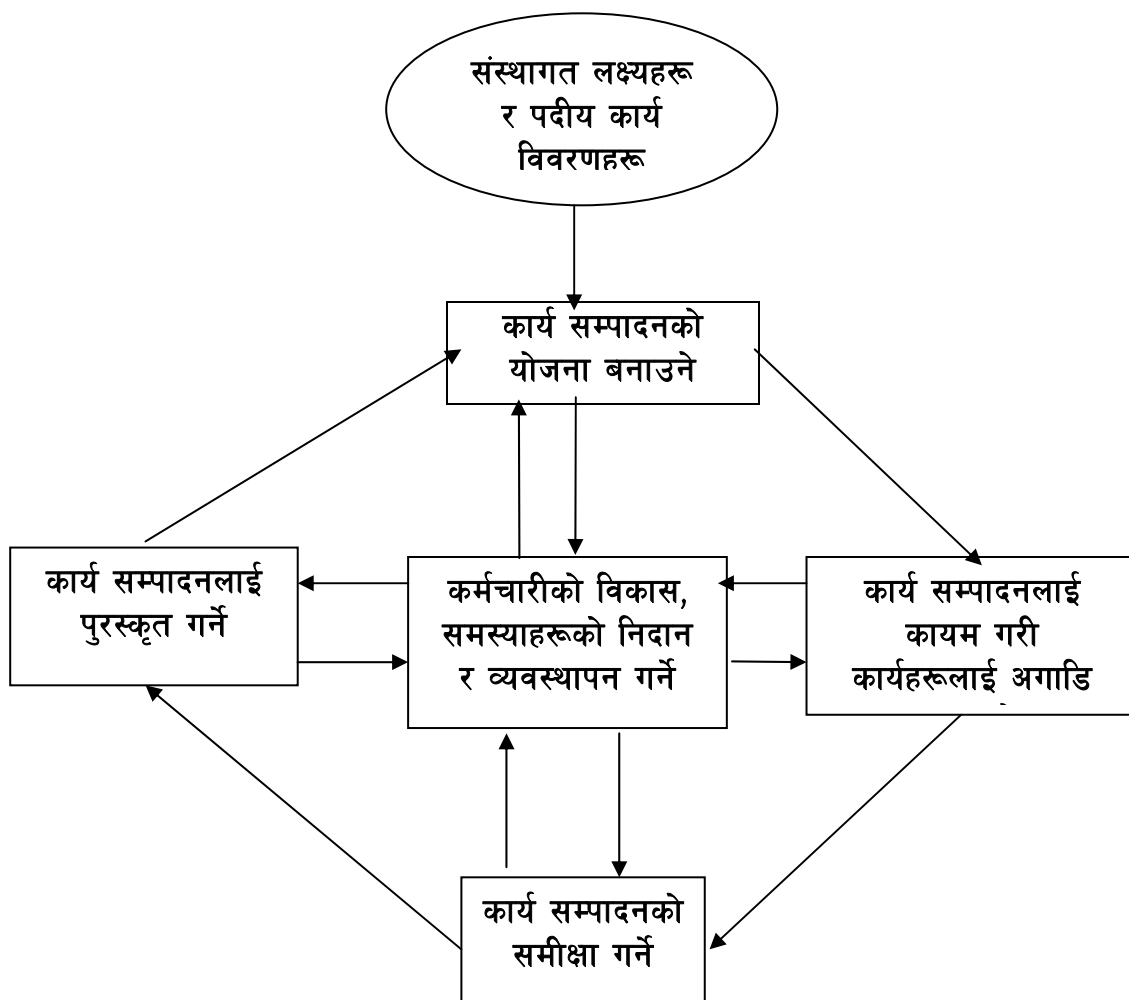 संस्थागत लक्ष्यहरू
र पदीय कार्य
विवरणहरू
कार्य सम्पादनको
योजना बनाउने
कार्य सम्पादनलाई
पुरस्कृत गर्ने
कर्मचारीको विकास,
समस्याहरूको निदान
र व्यवस्थापन गर्ने
कार्य सम्पादनलाई
कायम गरी
कार्यहरूलाई अगाडि
कार्य सम्पादनको
समीक्षा गर्ने